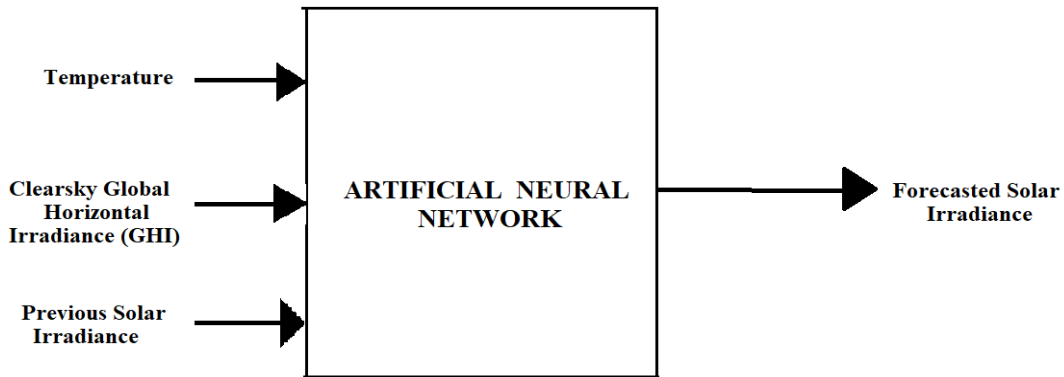 Temperature
Clearsky Global
Horizontal
Irradiance (GHI)
Previous Solar
Irradiance
ARTIFICIAL NEURAL
NETWORK
Forecasted Solar
Irradiance